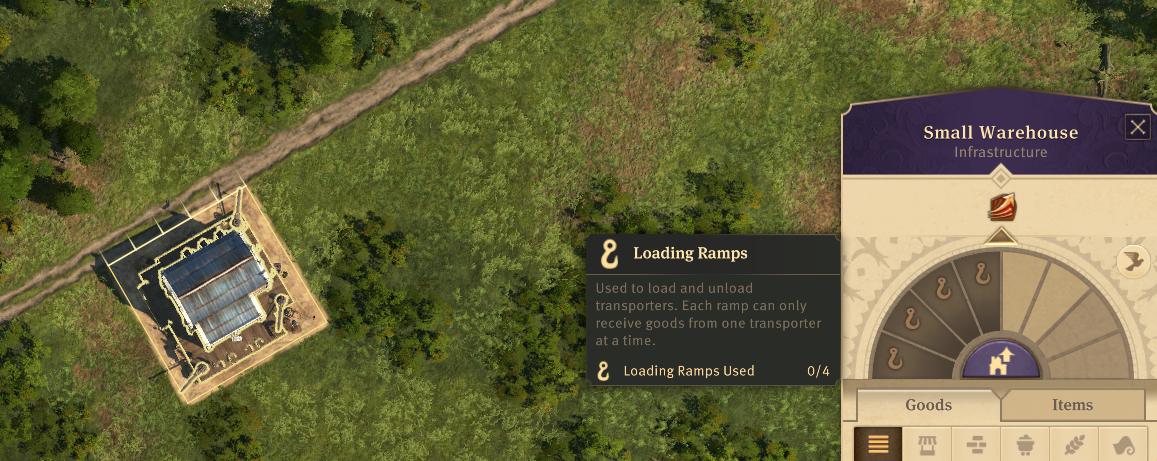 Small Warehouse
Infrastructure
Loading Ramps
Used to load and unload
transporters. Each ramp can only
receive goods from one transporter
at a time.
Loading Ramps Used 0/4
Goods Items